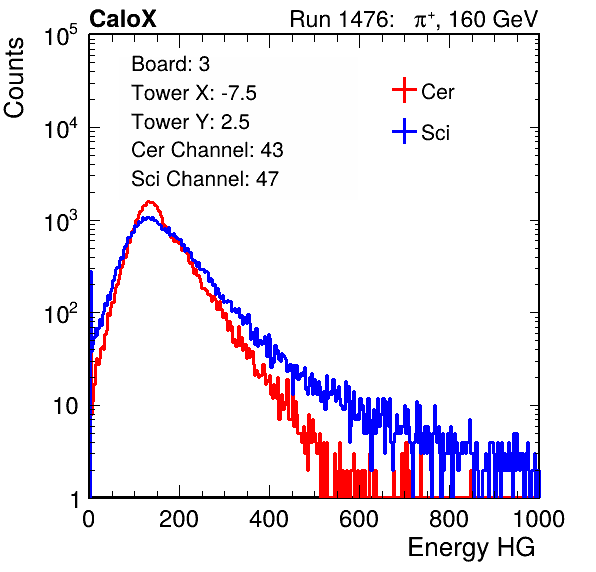 CaloX Run 1476: π⁺, 160 GeV
Counts
10⁵
10⁴
10³
10²
10
1
Board: 3
Tower X: -7.5
Tower Y: 2.5
Cer Channel: 43
Sci Channel: 47
Cer
Sci
0 200 400 600 800 1000
Energy HG